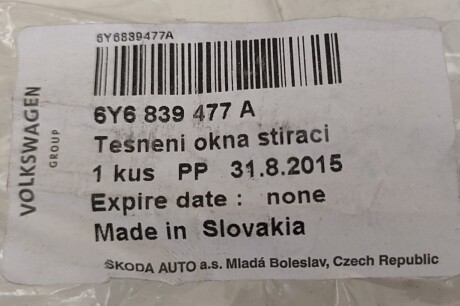 6Y6839477A
6Y6 839 477 A
Tesneni okna stiraci
1 kus PP 31.8.2015
Expire date : none
Made in Slovakia
ŠKODA AUTO a.s. Mladá Boleslav, Czech Republic
VOLKSWAGEN
GROUP